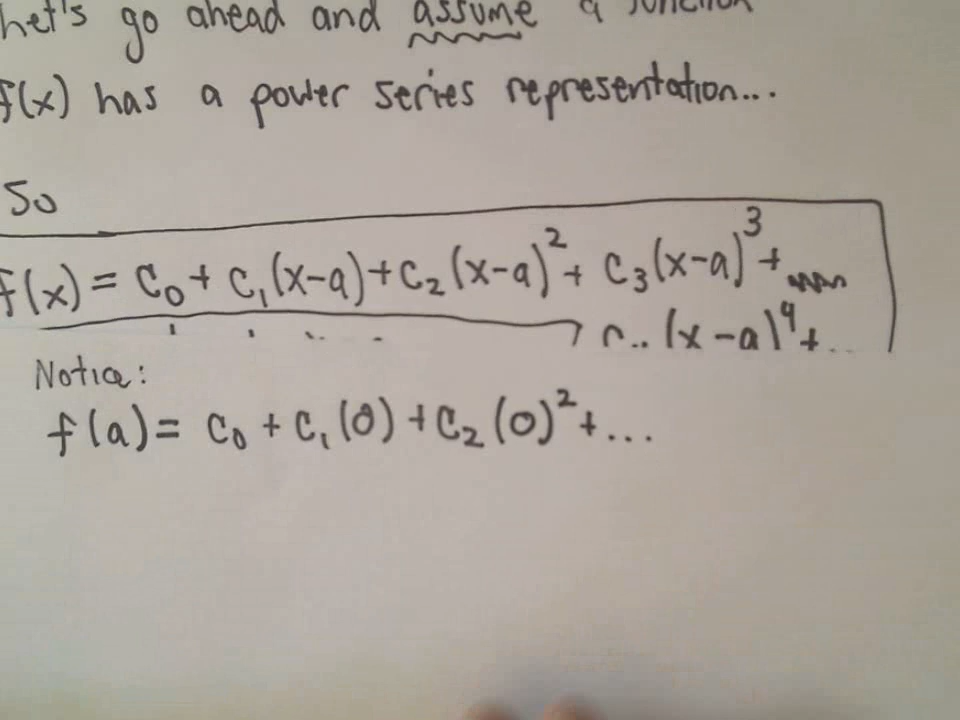 Let's go ahead and assume a function
f(x) has a power series representation...
So
f(x) = c₀ + c₁(x-a) + c₂(x-a)² + c₃(x-a)³ +
(x-a)⁴ + ...
Notice:
f(a) = c₀ + c₁(0) + c₂(0)² + ...